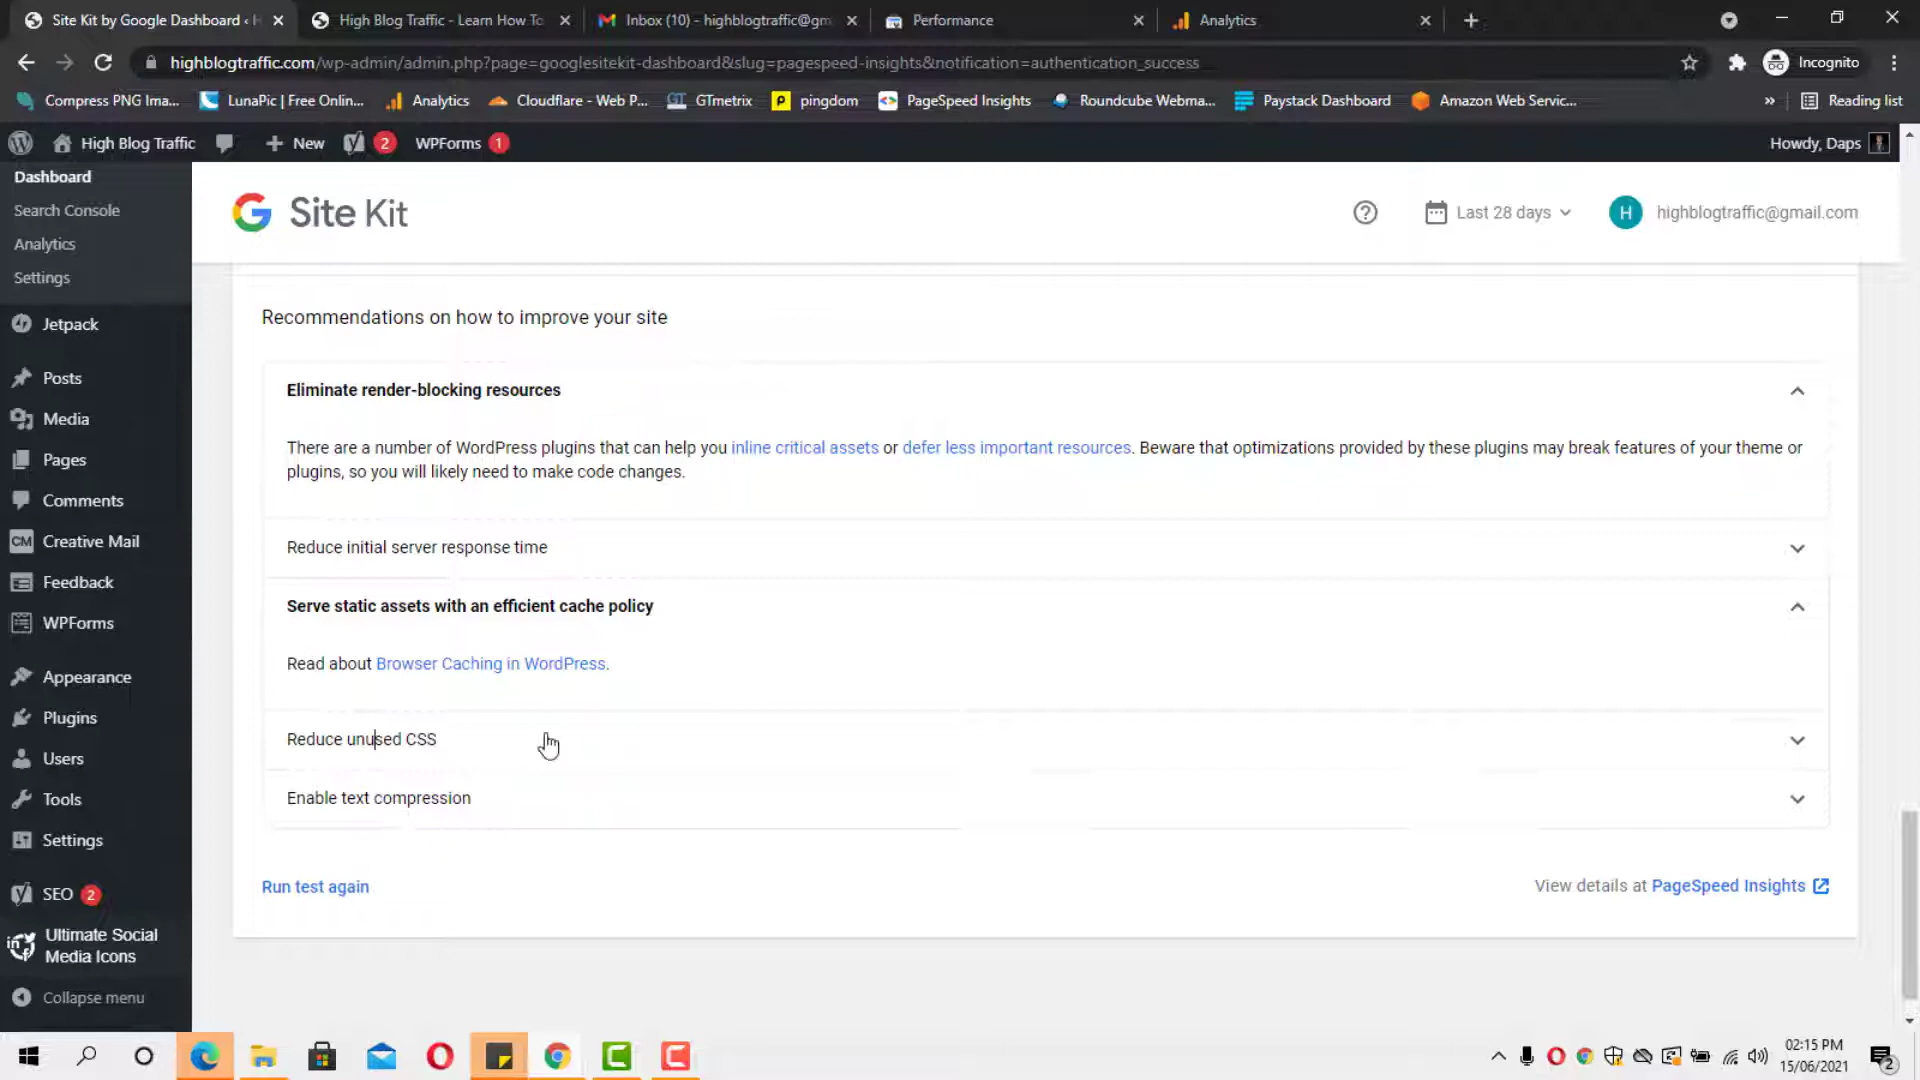 Site Kit by Google Dashboard ‹ H
High Blog Traffic - Learn How To
Inbox (10) - highblogtraffic@gm
Performance
Analytics
highblogtraffic.com/wp-admin/admin.php?page=googlesitekit-dashboard&slug=pagespeed-insights&notification=authentication_success
Incognito
Compress PNG Ima...
LunaPic | Free Onlin...
Analytics
Cloudflare - Web P...
GTmetrix
pingdom
PageSpeed Insights
Roundcube Webma...
Paystack Dashboard
Amazon Web Servic...
»
Reading list
High Blog Traffic
New
2
WPForms 1
Howdy, Daps
Dashboard
Search Console
Analytics
Settings
Jetpack
Posts
Media
Pages
Comments
CM Creative Mail
Feedback
WPForms
Appearance
Plugins
Users
Tools
Settings
SEO 2
Ultimate Social
Media Icons
Collapse menu
Site Kit
Last 28 days
H
highblogtraffic@gmail.com
Recommendations on how to improve your site
Eliminate render-blocking resources
There are a number of WordPress plugins that can help you inline critical assets or defer less important resources. Beware that optimizations provided by these plugins may break features of your theme or
plugins, so you will likely need to make code changes.
Reduce initial server response time
Serve static assets with an efficient cache policy
Read about Browser Caching in WordPress.
Reduce unused CSS
Enable text compression
Run test again
View details at PageSpeed Insights
02:15 PM
15/06/2021
2